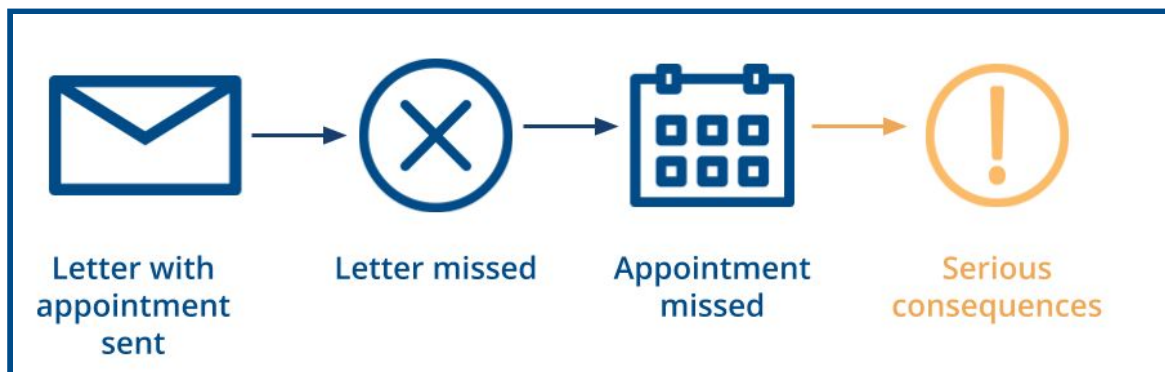 Letter with
appointment
sent
Letter missed
Appointment
missed
Serious
consequences